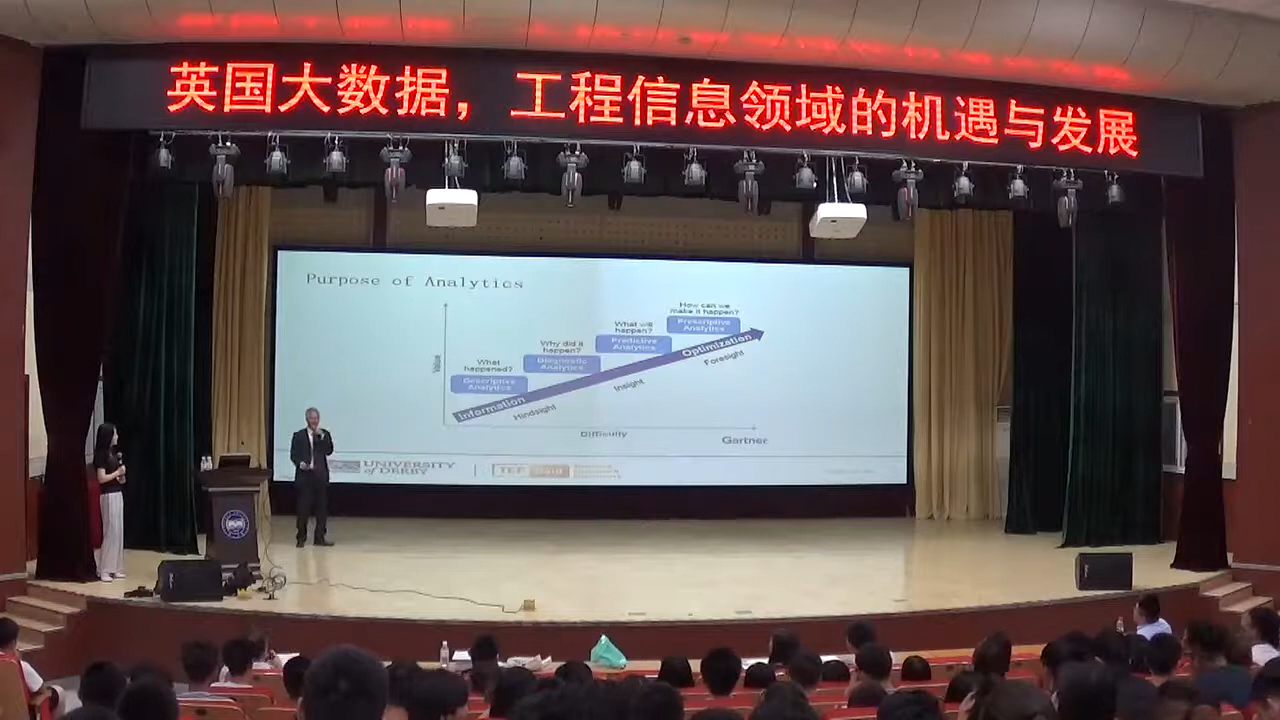 英国大数据，工程信息领域的机遇与发展
Purpose of Analytics
How can we
make it happen?
Prescriptive
Analytics
What will
happen?
Predictive
Analytics
Why did it
happen?
Diagnostic
Analytics
What
happened?
Descriptive
Analytics
Value
Information
Optimization
Hindsight
Insight
Foresight
Difficulty
Gartner
UNIVERSITY
of DERBY
TEF Gold